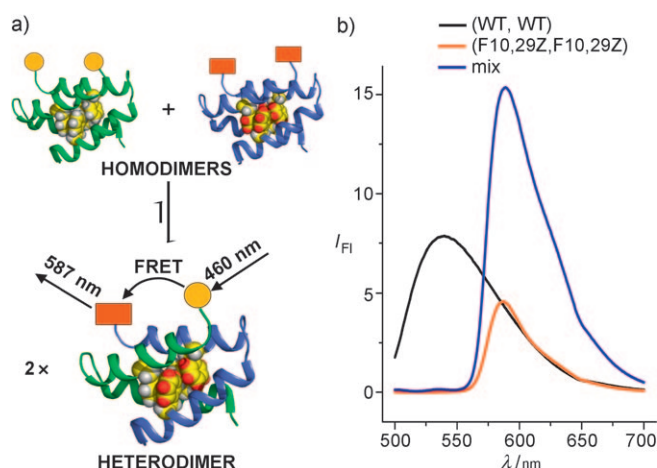 a)
+
HOMODIMERS
587 nm
FRET
460 nm
2×
HETERODIMER
b)
(WT, WT)
(F10,29Z,F10,29Z)
mix
15
10
5
0
I_Fl
500 550 600 650 700
λ/nm